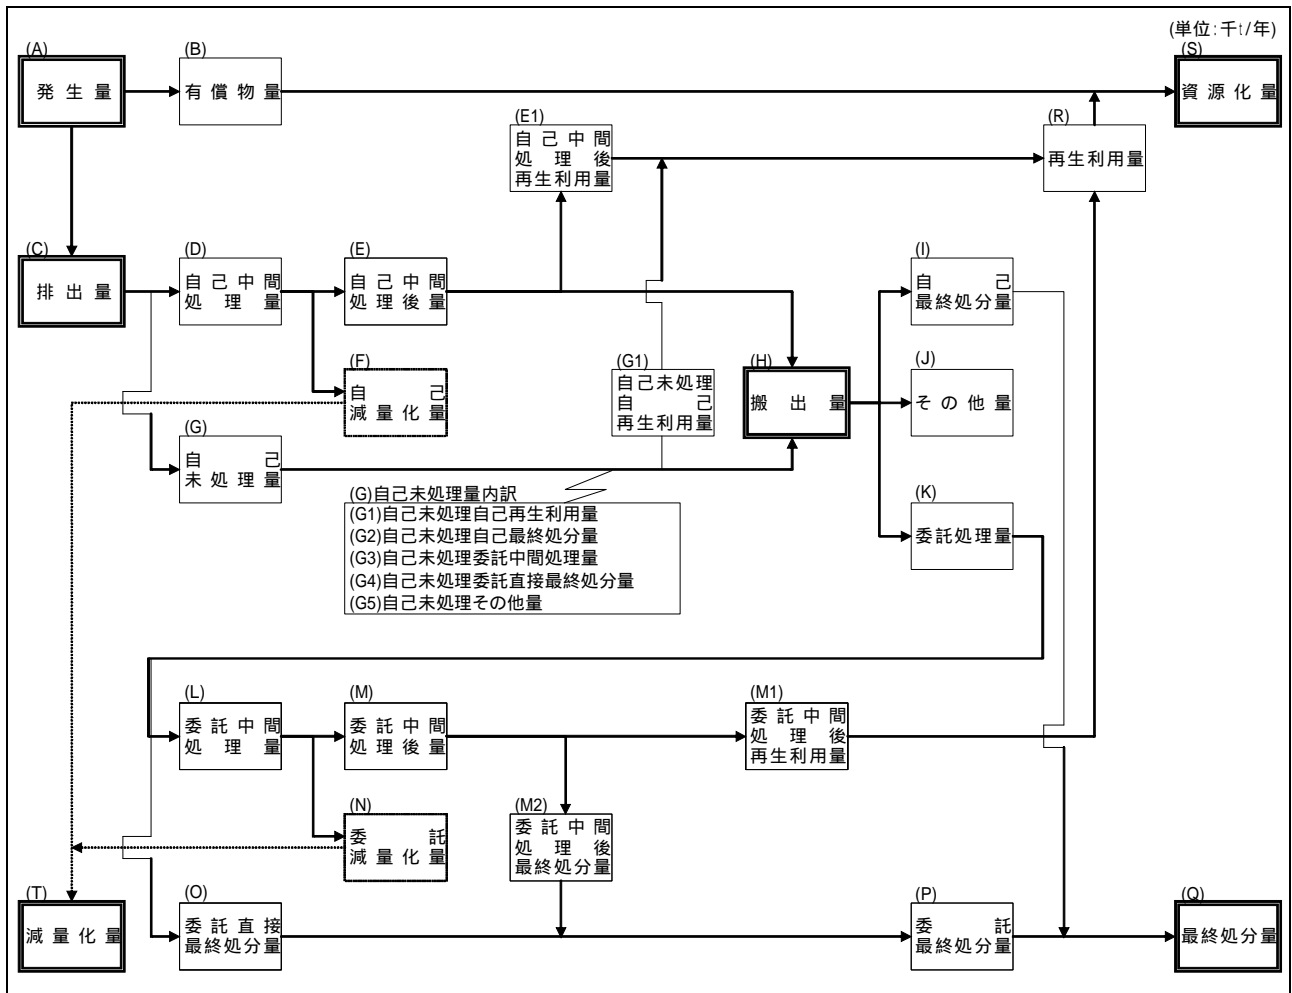 (単位:千t/年)
(A)
発生量
(B)
有償物量
(S)
資源化量
(E1)
自己中間
処理後
再生利用量
(R)
再生利用量
(C)
排出量
(D)
自己中間
処理量
(E)
自己中間
処理後量
(I)
自己
最終処分量
(F)
自己
減量化量
(G1)
自己未処理
自己
再生利用量
(H)
搬出量
(J)
その他量
(G)
自己
未処理量
(K)
委託処理量
(G)自己未処理量内訳
(G1)自己未処理自己再生利用量
(G2)自己未処理自己最終処分量
(G3)自己未処理委託中間処理量
(G4)自己未処理委託直接最終処分量
(G5)自己未処理その他量
(L)
委託中間
処理量
(M)
委託中間
処理後量
(M1)
委託中間
処理後
再生利用量
(N)
委託
減量化量
(M2)
委託中間
処理後
最終処分量
(T)
減量化量
(O)
委託直接
最終処分量
(P)
委託
最終処分量
(Q)
最終処分量